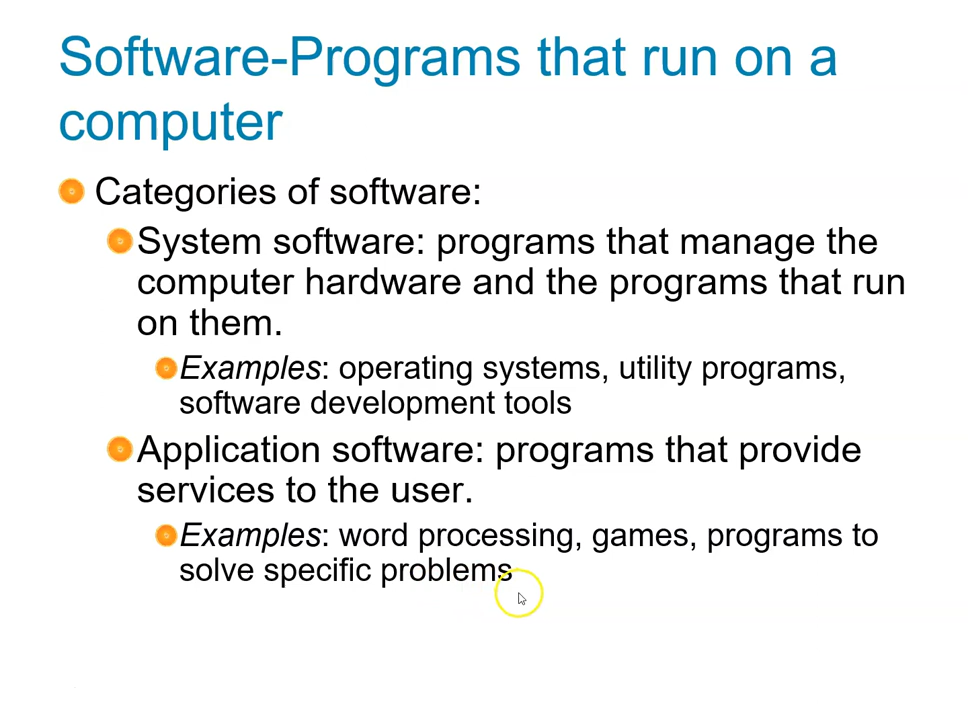 Software-Programs that run on a
computer
Categories of software:
System software: programs that manage the
computer hardware and the programs that run
on them.
Examples: operating systems, utility programs,
software development tools
Application software: programs that provide
services to the user.
Examples: word processing, games, programs to
solve specific problems